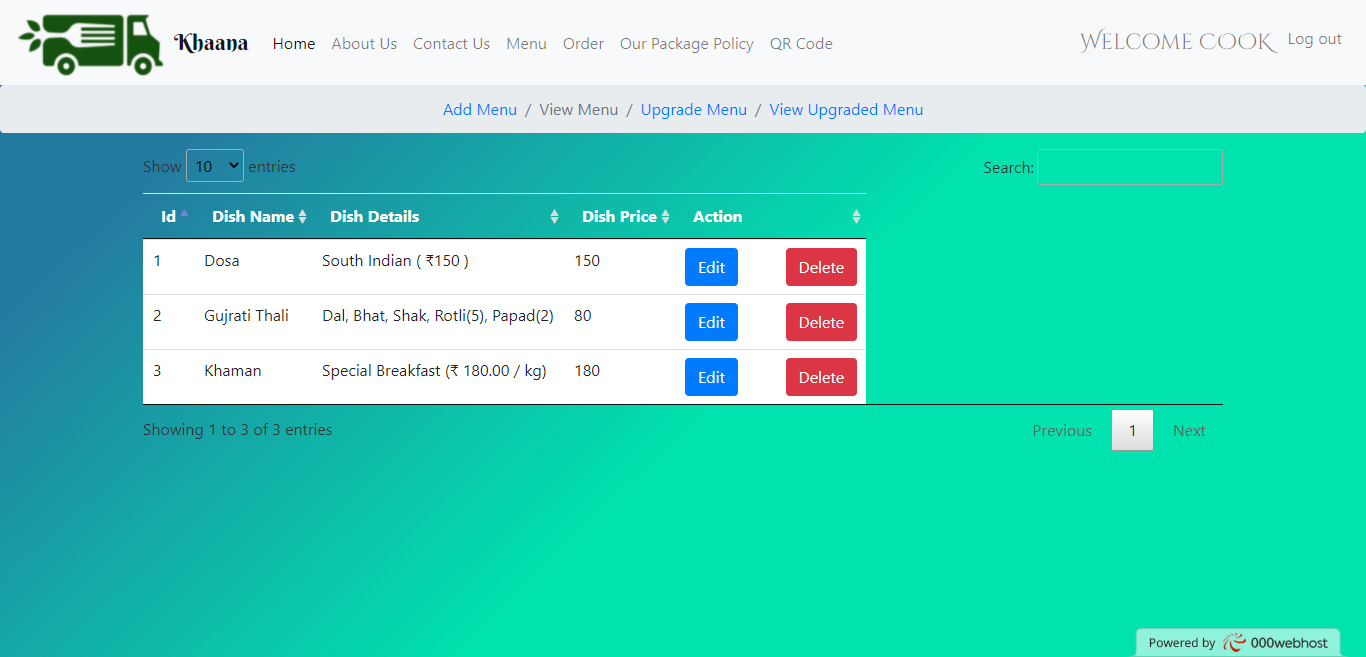 Khaana Home About Us Contact Us Menu Order Our Package Policy QR Code WELCOME COOK Log out
Add Menu / View Menu / Upgrade Menu / View Upgraded Menu
Show 10 entries Search:
Id Dish Name Dish Details Dish Price Action
1 Dosa South Indian ( ₹150 ) 150 Edit Delete
2 Gujrati Thali Dal, Bhat, Shak, Rotli(5), Papad(2) 80 Edit Delete
3 Khaman Special Breakfast (₹ 180.00 / kg) 180 Edit Delete
Showing 1 to 3 of 3 entries Previous 1 Next
Powered by 000webhost